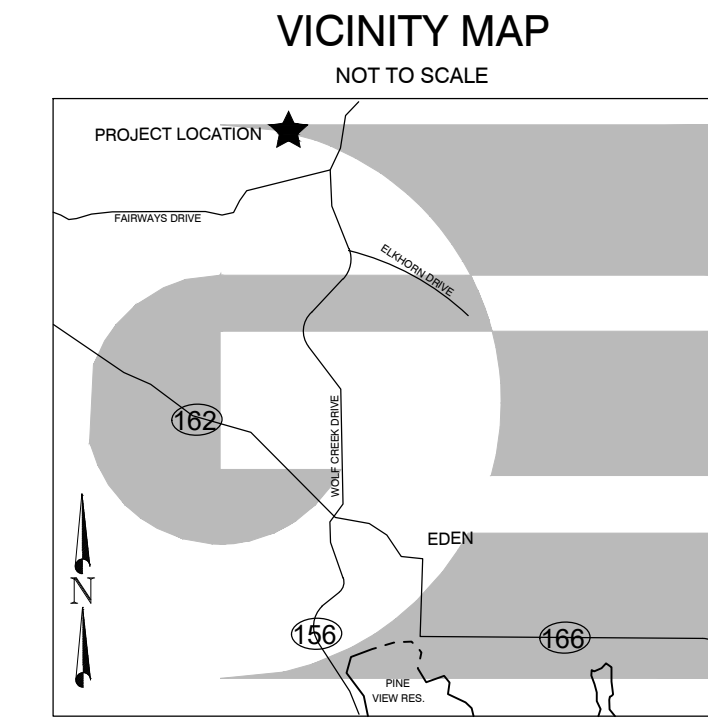 VICINITY MAP
NOT TO SCALE
PROJECT LOCATION
FAIRWAYS DRIVE
ELKHORN DRIVE
162
WOLF CREEK DRIVE
EDEN
N
156
166
PINE
VIEW RES.